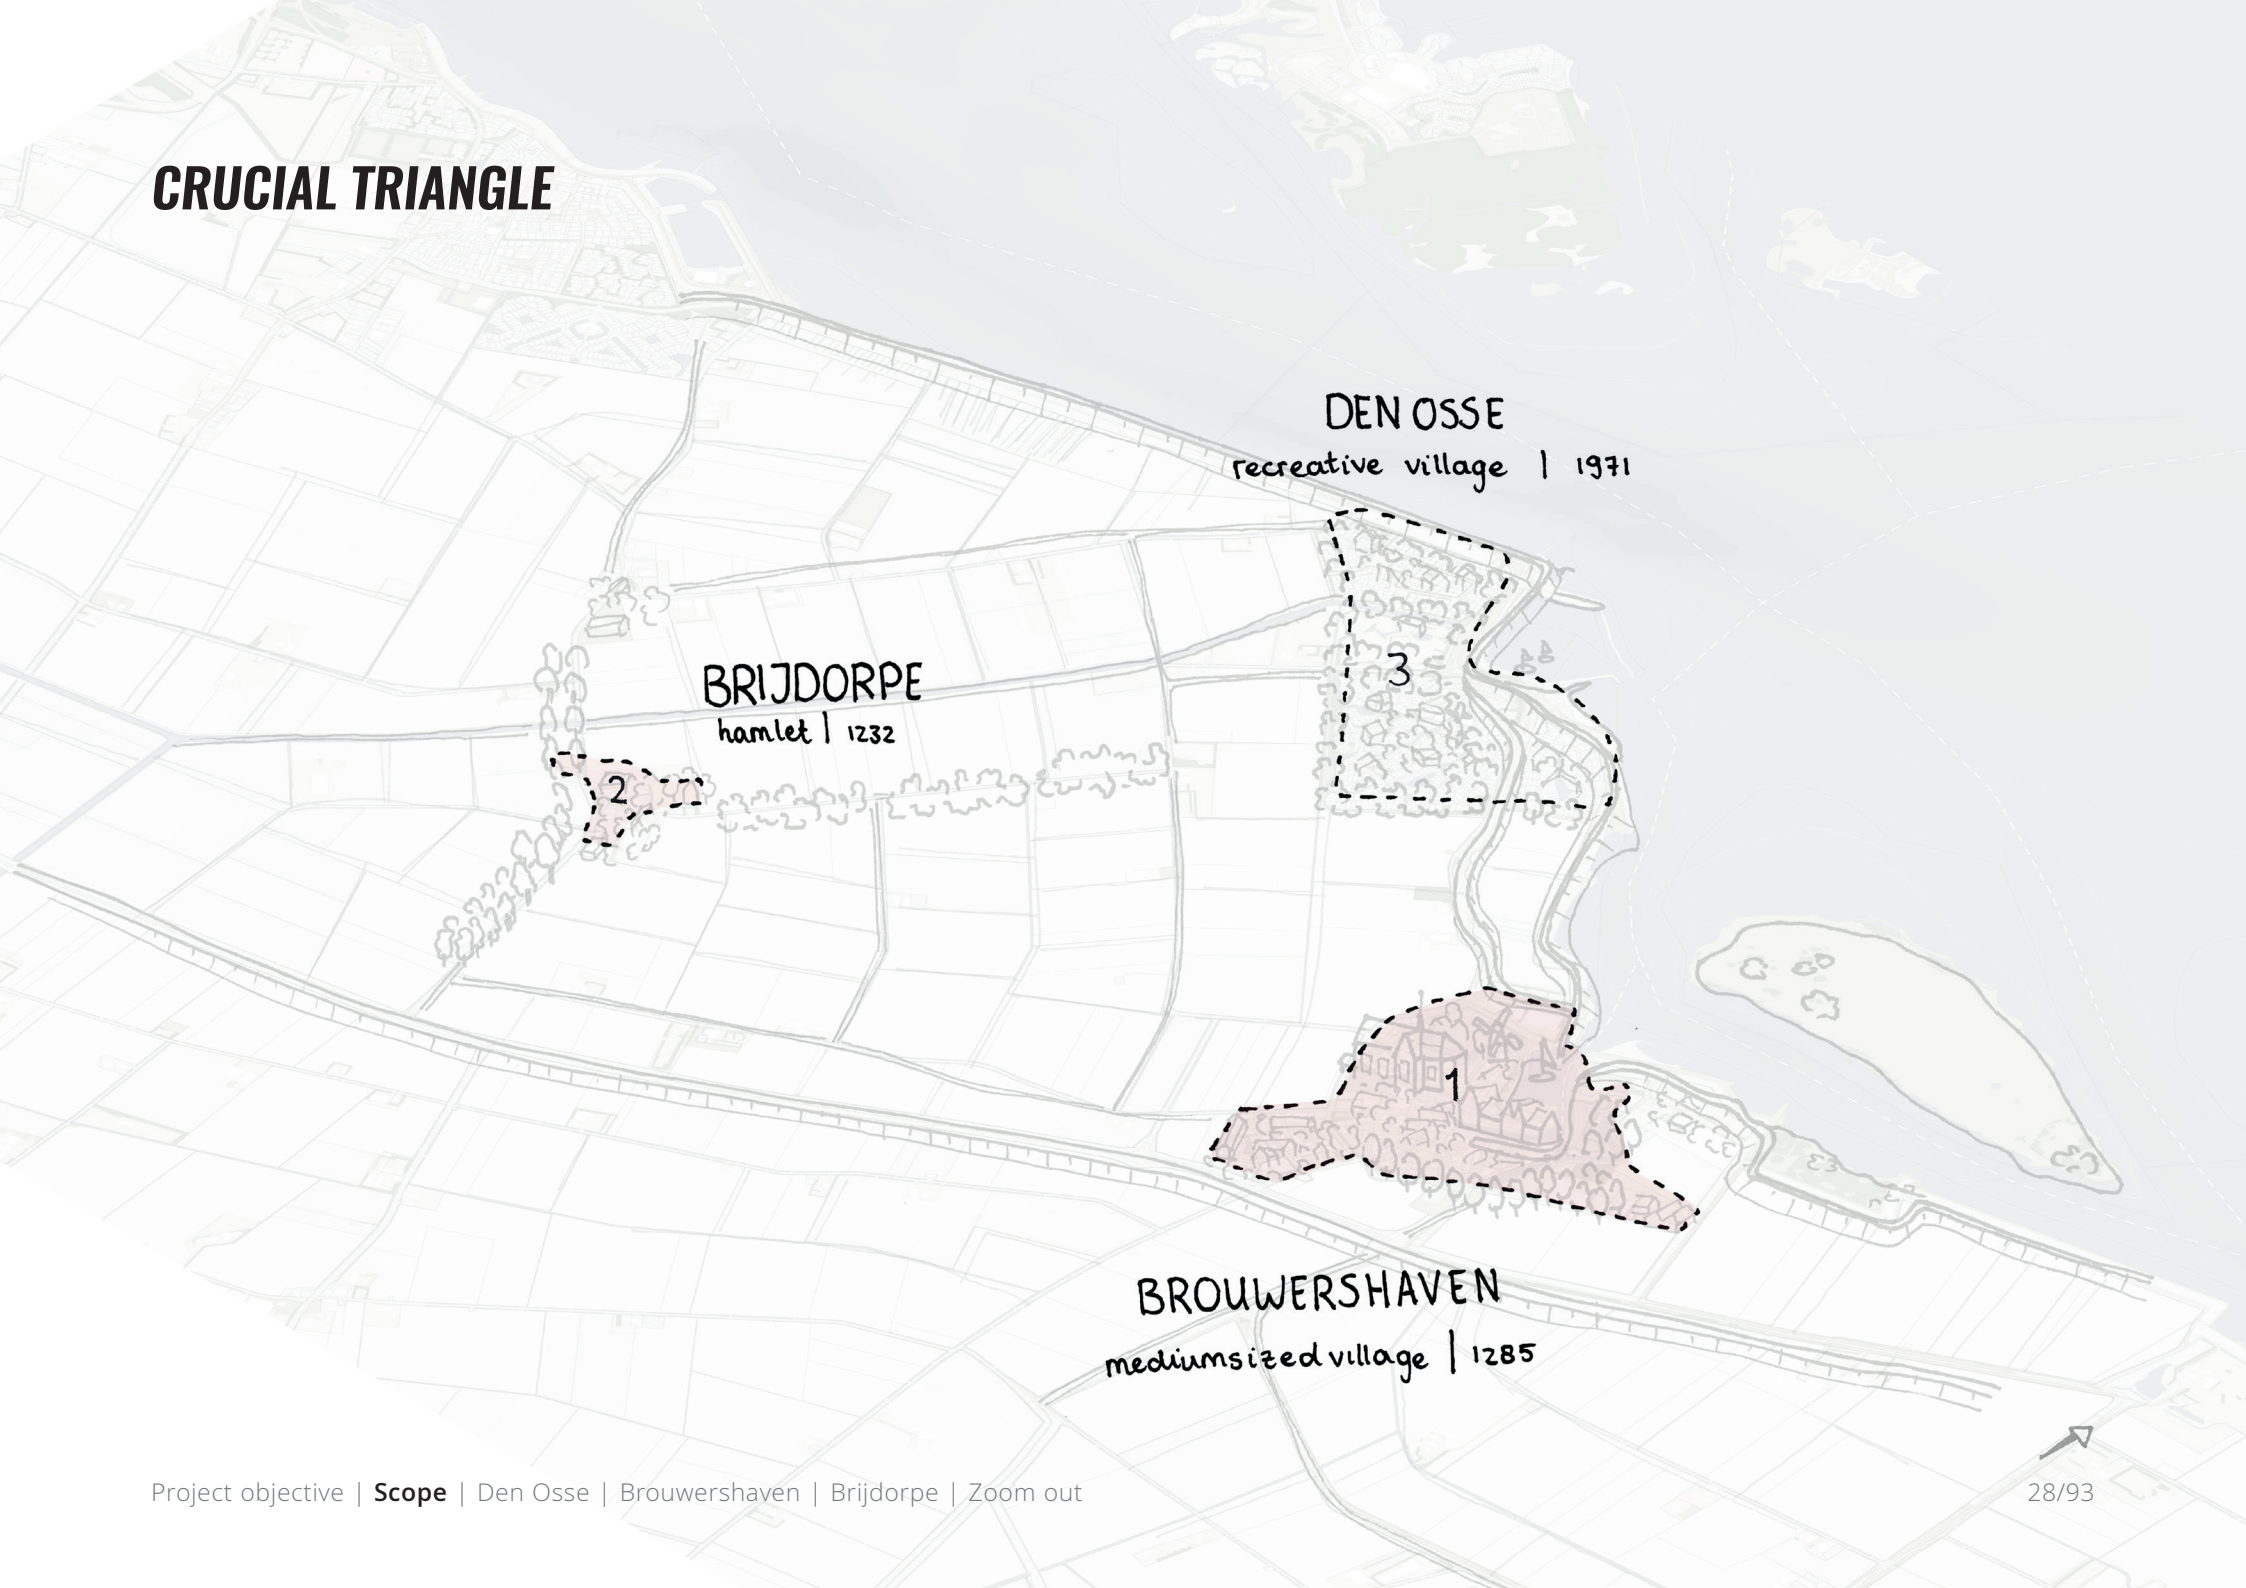 CRUCIAL TRIANGLE
DEN OSSE
recreative village | 1971
BRIJDORPE
hamlet | 1232
3
2
1
BROUWERSHAVEN
mediumsized village | 1285
Project objective | Scope | Den Osse | Brouwershaven | Brijdorpe | Zoom out
28/93